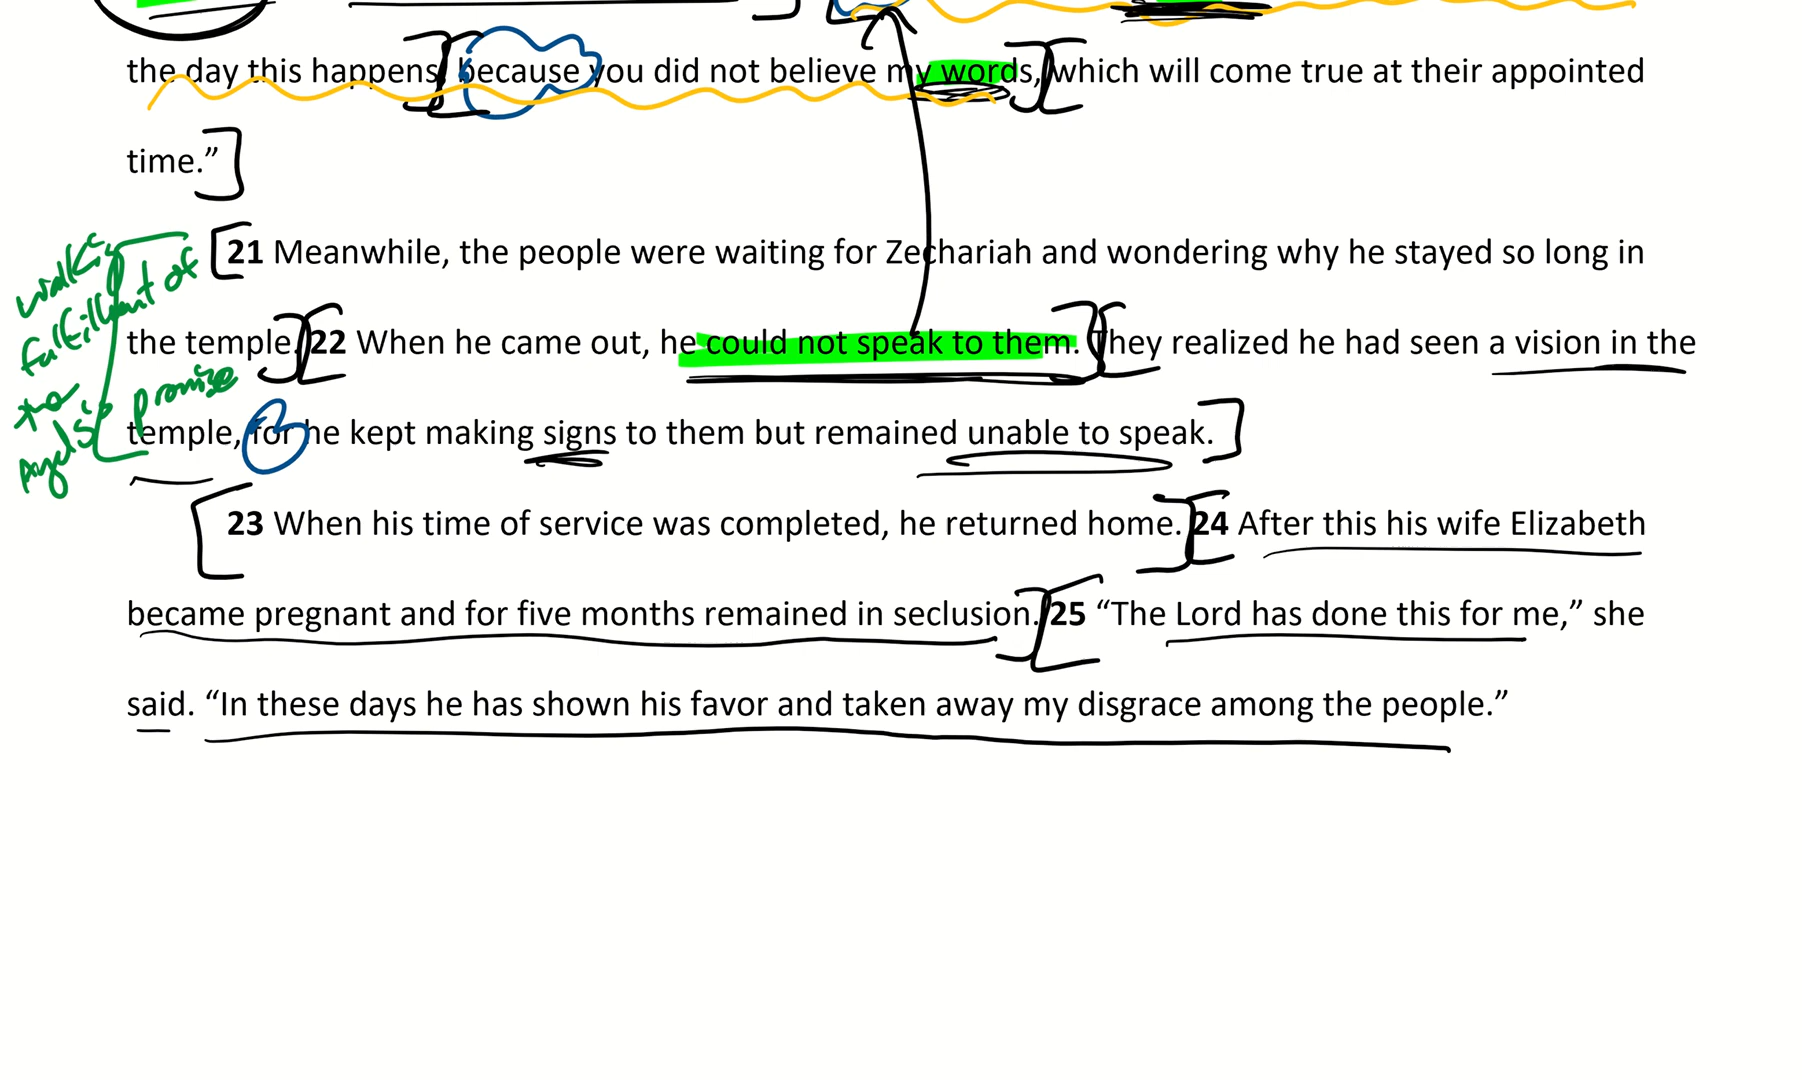 the day this happens, because you did not believe my words, which will come true at their appointed
time.”
21 Meanwhile, the people were waiting for Zechariah and wondering why he stayed so long in
the temple. 22 When he came out, he could not speak to them. They realized he had seen a vision in the
temple, for he kept making signs to them but remained unable to speak.
23 When his time of service was completed, he returned home. 24 After this his wife Elizabeth
became pregnant and for five months remained in seclusion. 25 “The Lord has done this for me,” she
said. “In these days he has shown his favor and taken away my disgrace among the people.”
of
promise